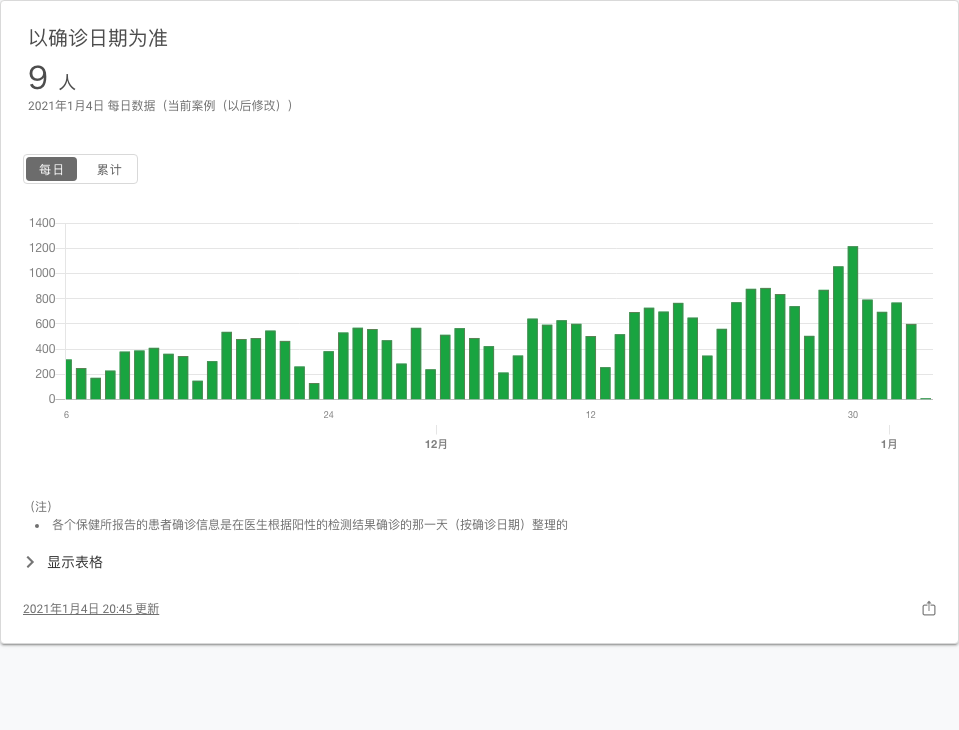 以确诊日期为准
9 人
2021年1月4日 每日数据（当前案例（以后修改））
每日 累计
1400
1200
1000
800
600
400
200
0
6 24 12 30
12月 1月
（注）
• 各个保健所报告的患者确诊信息是在医生根据阳性的检测结果确诊的那一天（按确诊日期）整理的
显示表格
2021年1月4日 20:45 更新